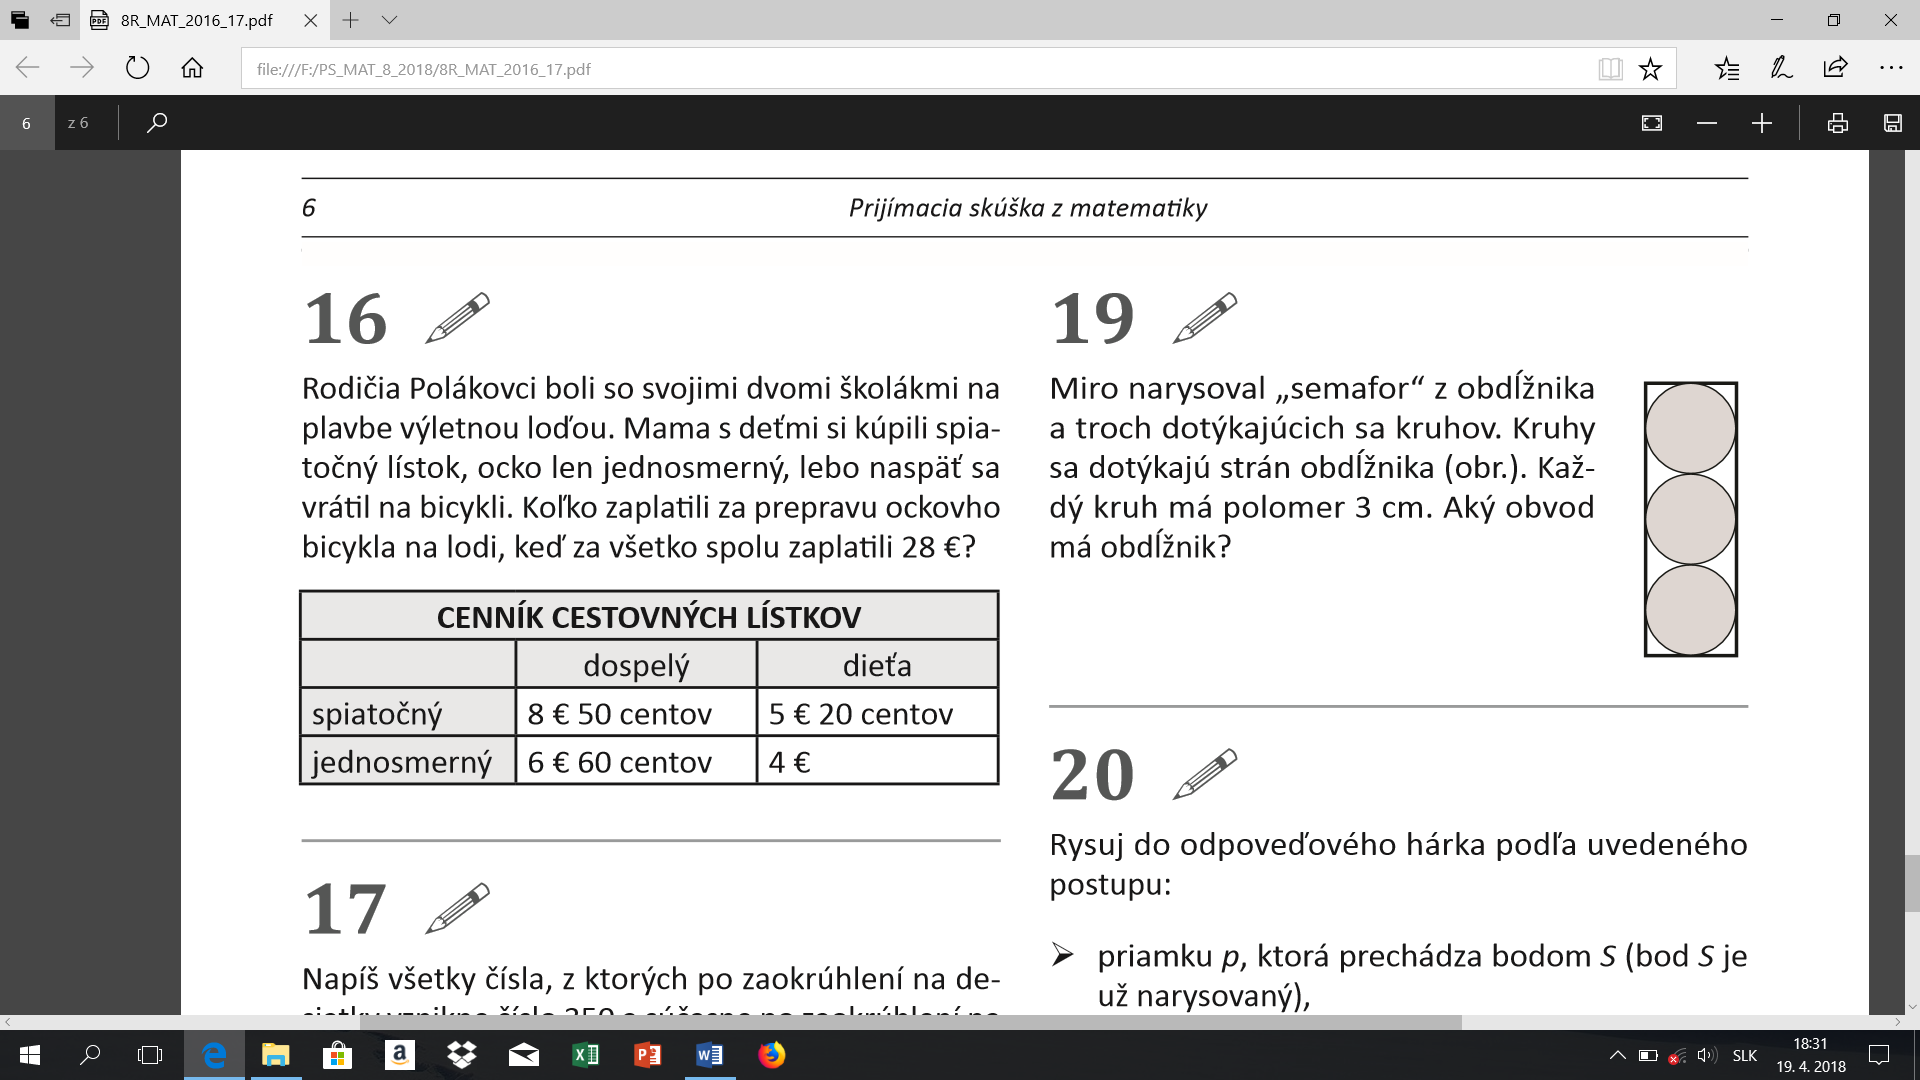 8R_MAT_2016_17.pdf
file:///F:/PS_MAT_8_2018/8R_MAT_2016_17.pdf
6 z 6
6 Prijímacia skúška z matematiky
16
Rodičia Polákovci boli so svojimi dvomi školákmi na
plavbe výletnou loďou. Mama s deťmi si kúpili spia-
točný lístok, ocko len jednosmerný, lebo naspäť sa
vrátil na bicykli. Koľko zaplatili za prepravu ockovho
bicykla na lodi, keď za všetko spolu zaplatili 28 €?
CENNÍK CESTOVNÝCH LÍSTKOV
dospelý dieťa
spiatočný 8 € 50 centov 5 € 20 centov
jednosmerný 6 € 60 centov 4 €
17
Napíš všetky čísla, z ktorých po zaokrúhlení na de-
19
Miro narysoval „semafor“ z obdĺžnika
a troch dotýkajúcich sa kruhov. Kruhy
sa dotýkajú strán obdĺžnika (obr.). Kaž-
dý kruh má polomer 3 cm. Aký obvod
má obdĺžnik?
20
Rysuj do odpoveďového hárka podľa uvedeného
postupu:
priamku p, ktorá prechádza bodom S (bod S je
už narysovaný),
SLK
18:31
19. 4. 2018